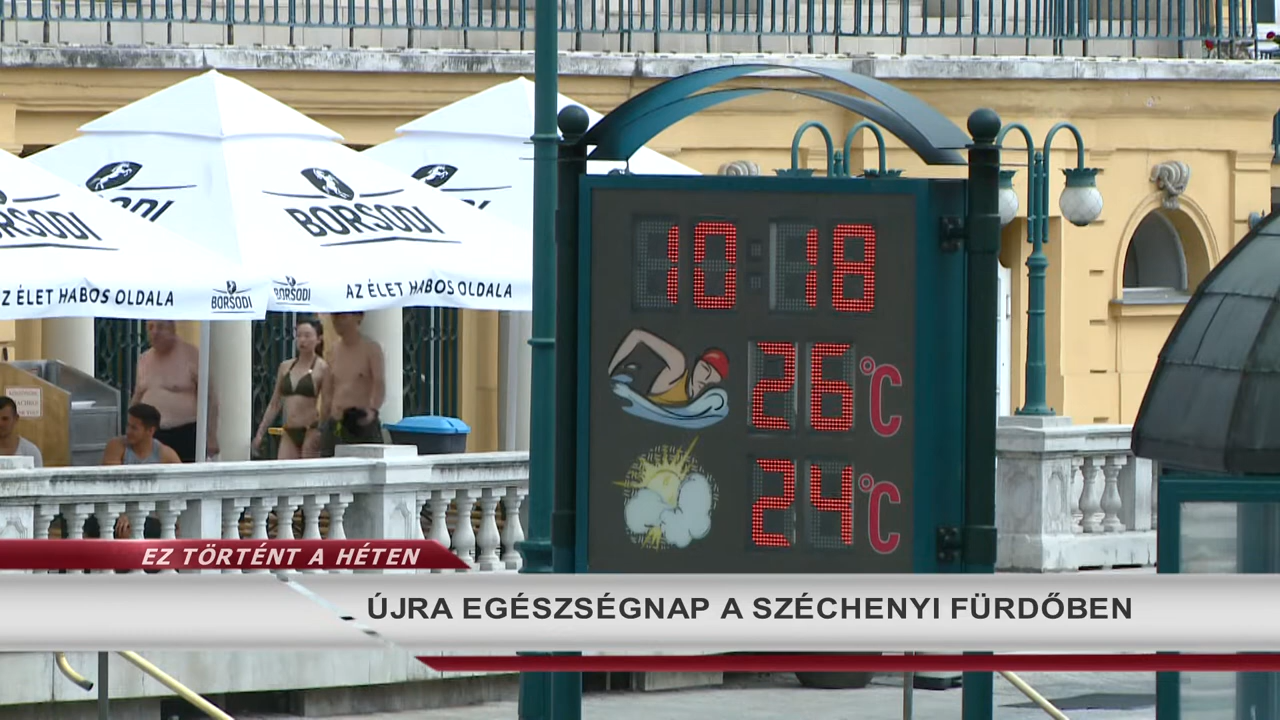 BORSODI
BORSODI
AZ ÉLET HABOS OLDALA
BORSODI
BORSODI
AZ ÉLET HABOS OLDALA
10:18
26°C
24°C
EZ TÖRTÉNT A HÉTEN
ÚJRA EGÉSZSÉGNAP A SZÉCHENYI FÜRDŐBEN